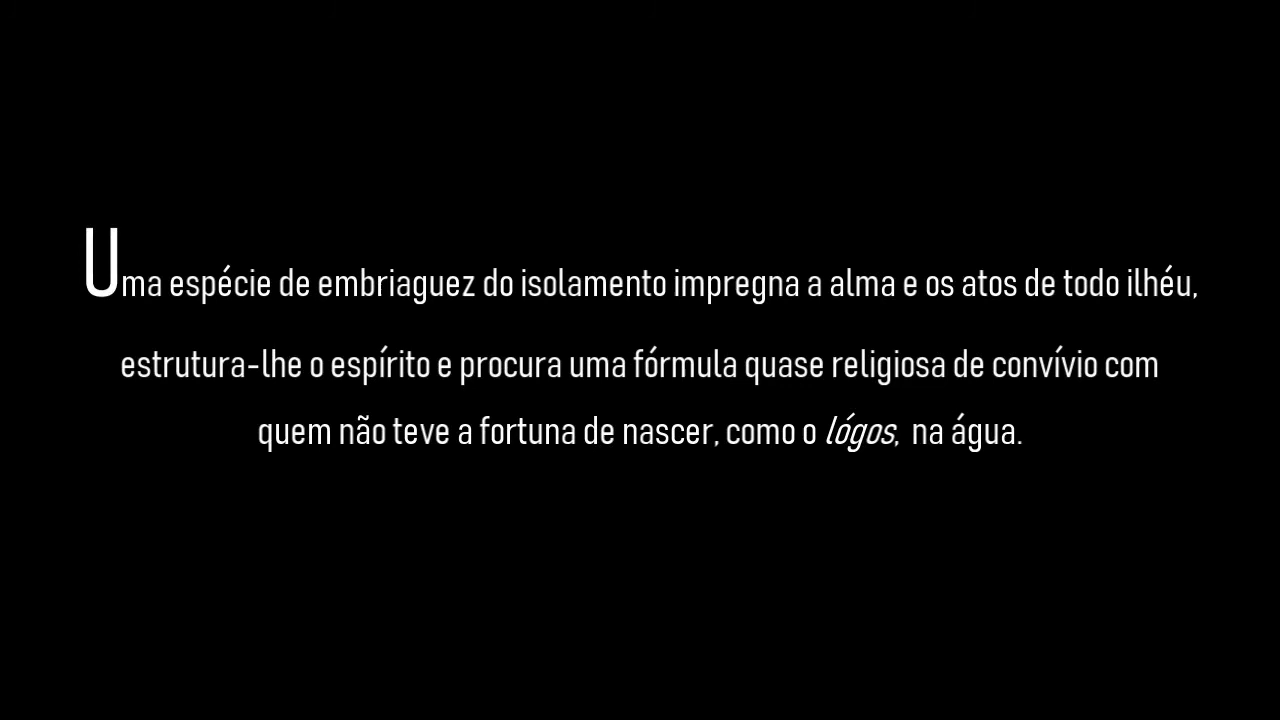 Uma espécie de embriaguez do isolamento impregna a alma e os atos de todo ilhéu,
estrutura-lhe o espírito e procura uma fórmula quase religiosa de convívio com
quem não teve a fortuna de nascer, como o lógos, na água.